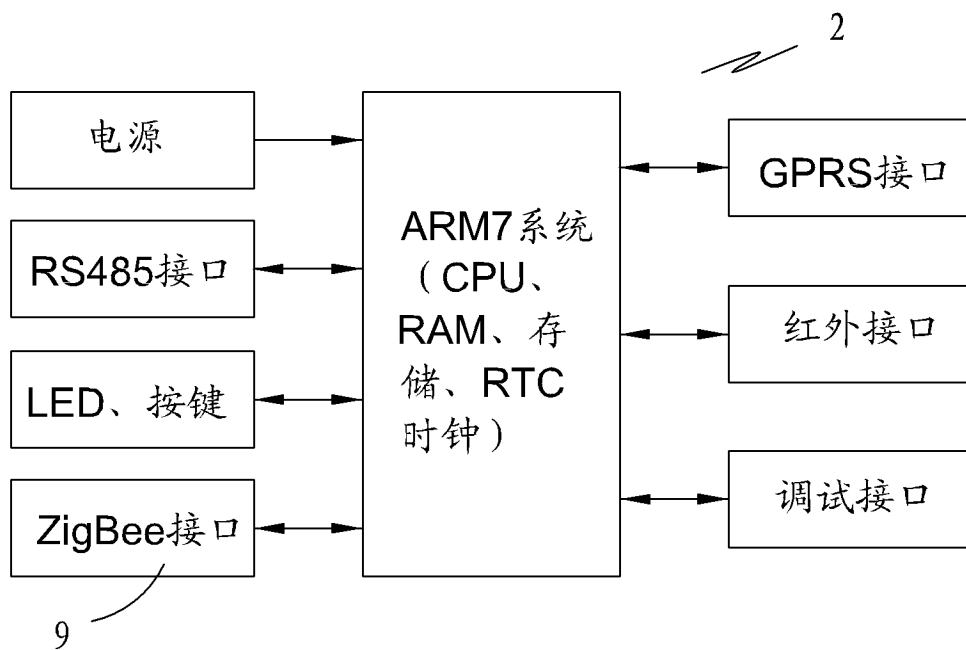 2
电源
RS485接口
LED、按键
ZigBee接口
9
ARM7系统
（CPU、
RAM、存
储、RTC
时钟）
GPRS接口
红外接口
调试接口